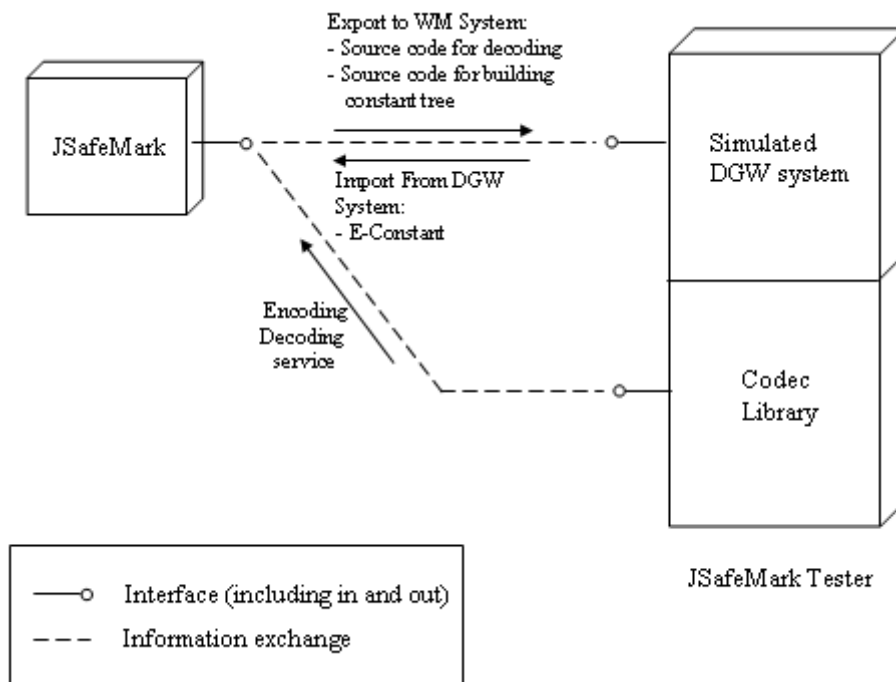 Export to WM System:
- Source code for decoding
- Source code for building
constant tree
JSafeMark
Simulated
DGW system
Import From DGW
System:
- E-Constant
Encoding
Decoding
service
Codec
Library
JSafeMark Tester
Interface (including in and out)
Information exchange